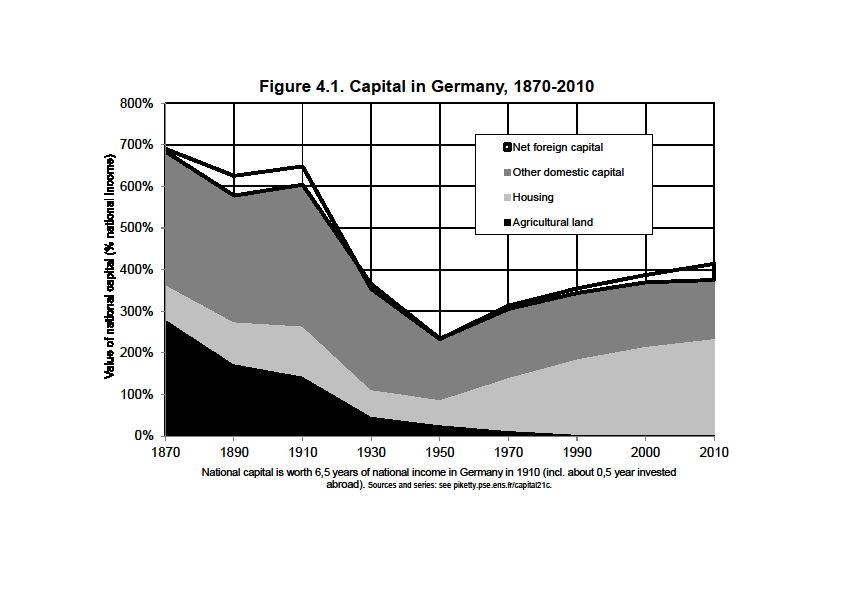 Figure 4.1. Capital in Germany, 1870-2010
800%
700%
600%
500%
400%
300%
200%
100%
0%
Value of national capital (% national income)
Net foreign capital
Other domestic capital
Housing
Agricultural land
1870 1890 1910 1930 1950 1970 1990 2000 2010
National capital is worth 6,5 years of national income in Germany in 1910 (incl. about 0,5 year invested
abroad). Sources and series: see piketty.pse.ens.fr/capital21c.